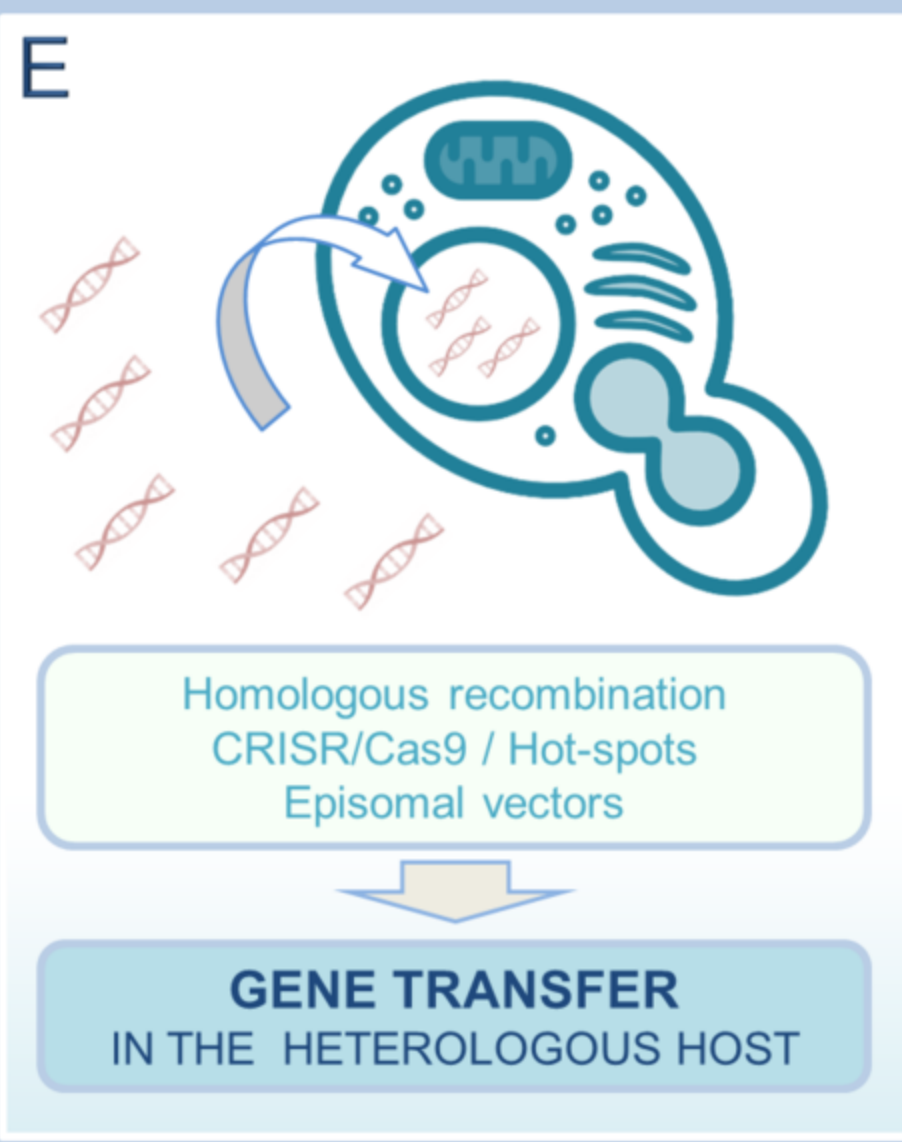 E
Homologous recombination
CRISR/Cas9 / Hot-spots
Episomal vectors
GENE TRANSFER
IN THE HETEROLOGOUS HOST